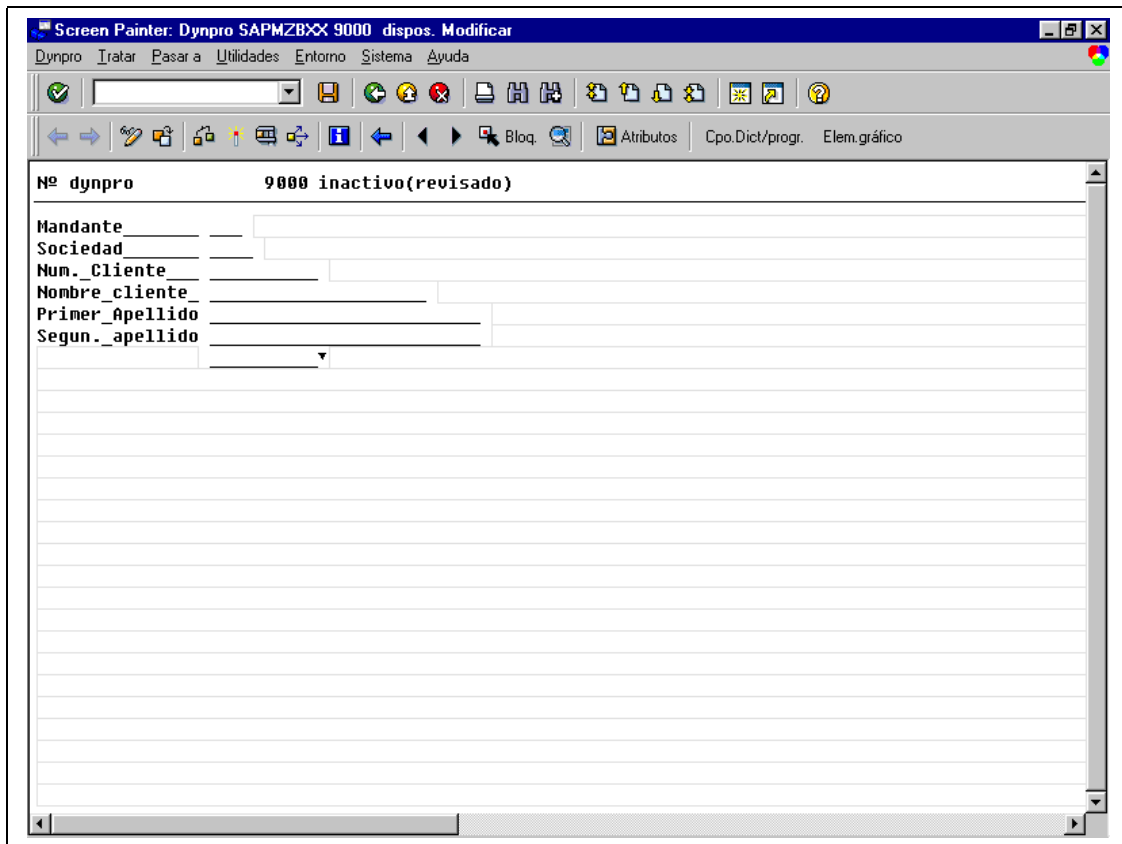 Screen Painter: Dynpro SAPMZBXX 9000 dispos. Modificar
Dynpro Tratar Pasar a Utilidades Entorno Sistema Ayuda
Bloq. Atributos Cpo.Dict/progr. Elem.gráfico
Nº dynpro 9000 inactivo(revisado)
Mandante_______ ___
Sociedad_______ ____
Num._Cliente___ __________
Nombre_cliente_ ____________________
Primer_Apellido _________________________
Segun._apellido _________________________
__________